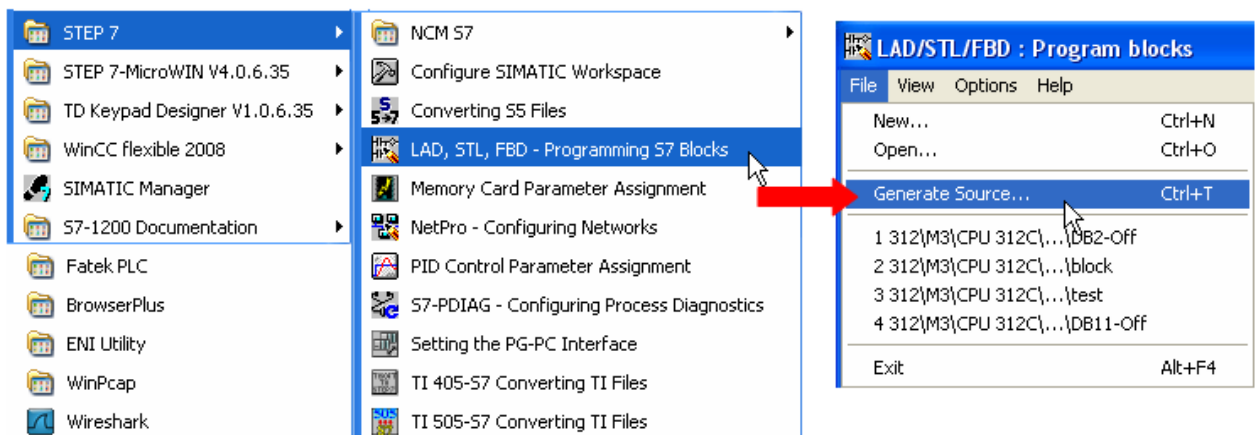 STEP 7
STEP 7-MicroWIN V4.0.6.35
TD Keypad Designer V1.0.6.35
WinCC flexible 2008
SIMATIC Manager
S7-1200 Documentation
Fatek PLC
BrowserPlus
ENI Utility
WinPcap
Wireshark
NCM S7
Configure SIMATIC Workspace
Converting S5 Files
LAD, STL, FBD - Programming S7 Blocks
Memory Card Parameter Assignment
NetPro - Configuring Networks
PID Control Parameter Assignment
S7-PDIAG - Configuring Process Diagnostics
Setting the PG-PC Interface
TI 405-S7 Converting TI Files
TI 505-S7 Converting TI Files
LAD/STL/FBD : Program blocks
File View Options Help
New... Ctrl+N
Open... Ctrl+O
Generate Source... Ctrl+T
1 312\M3\CPU 312C\...\DB2-Off
2 312\M3\CPU 312C\...\block
3 312\M3\CPU 312C\...\test
4 312\M3\CPU 312C\...\DB11-Off
Exit Alt+F4